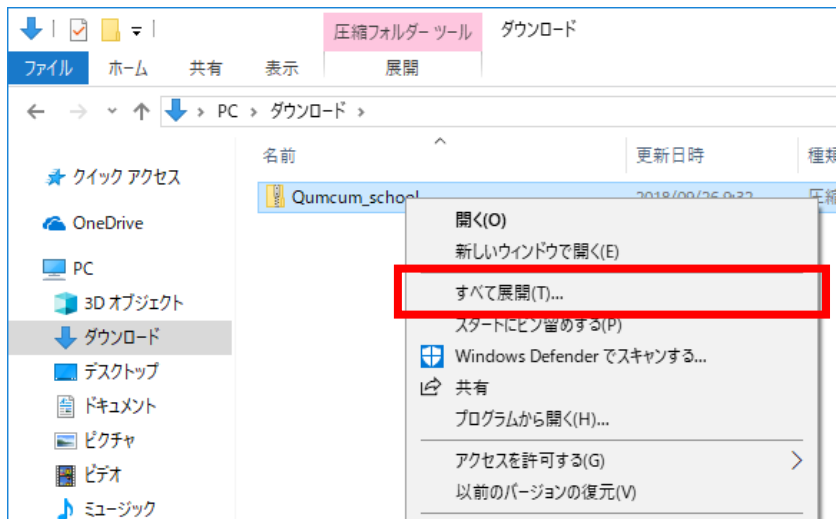 圧縮フォルダー ツール
ダウンロード
ファイル
ホーム
共有
表示
展開
PC
ダウンロード
名前
更新日時
クイック アクセス
Qumcum_school
2018/09/26 9:32
OneDrive
PC
3D オブジェクト
ダウンロード
デスクトップ
ドキュメント
ピクチャ
ビデオ
ミュージック
開く(O)
新しいウィンドウで開く(E)
すべて展開(T)...
スタートにピン留めする(P)
Windows Defender でスキャンする...
共有
プログラムから開く(H)...
アクセスを許可する(G)
以前のバージョンの復元(V)